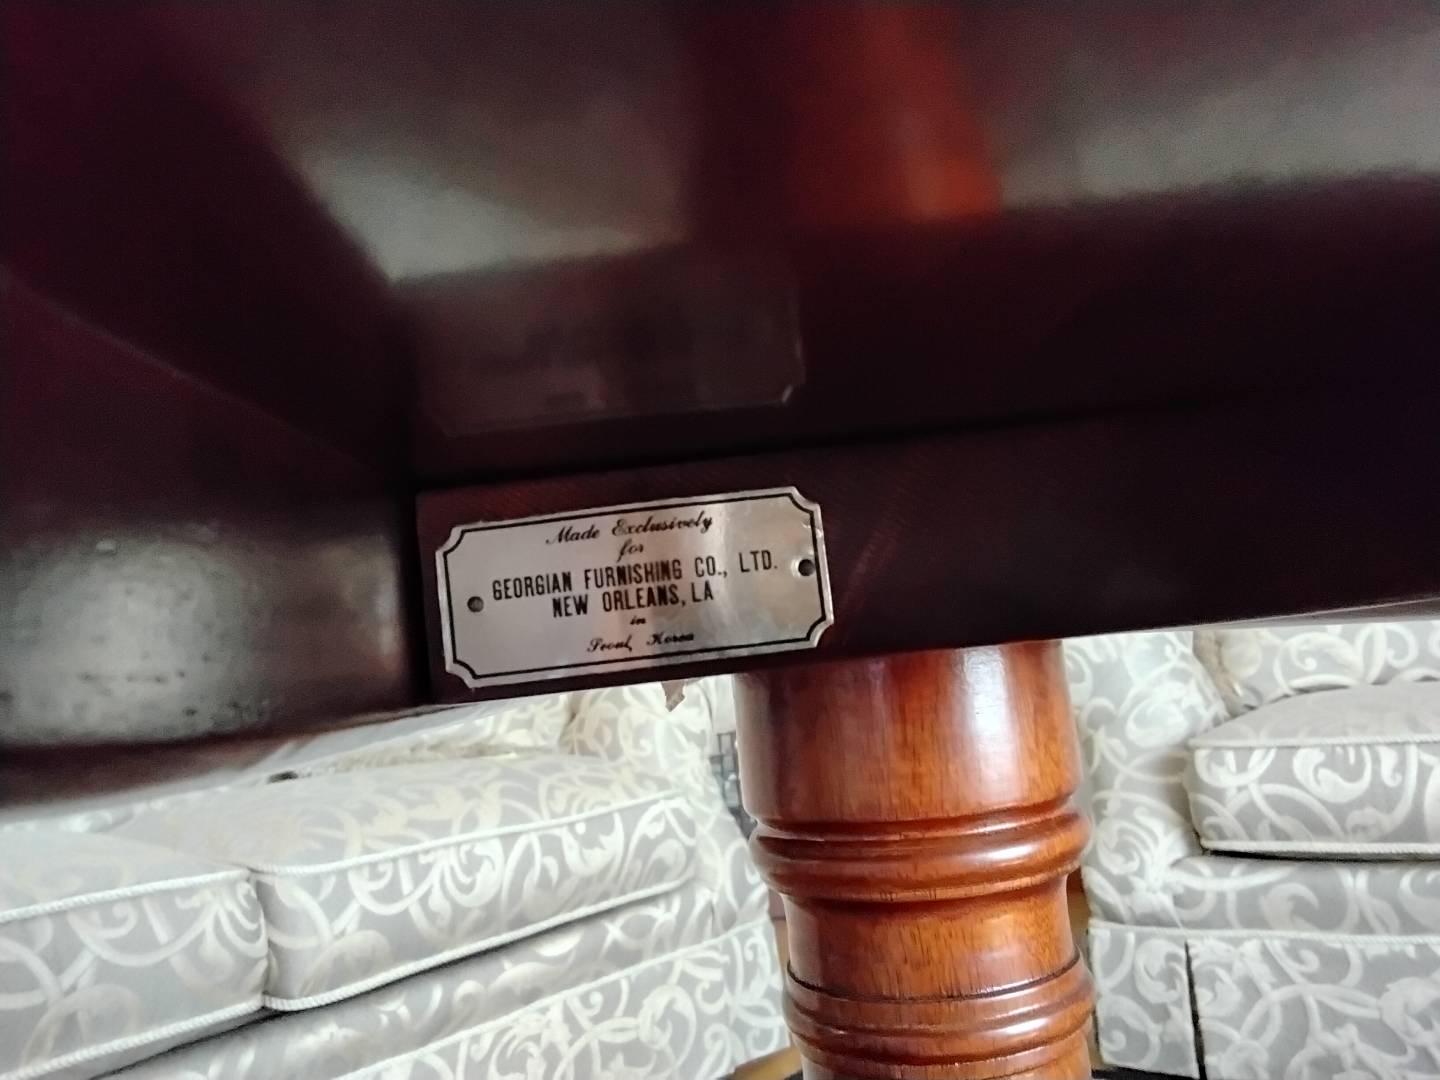 Made Exclusively
for
GEORGIAN FURNISHING CO., LTD.
NEW ORLEANS, LA
in
Seoul, Korea